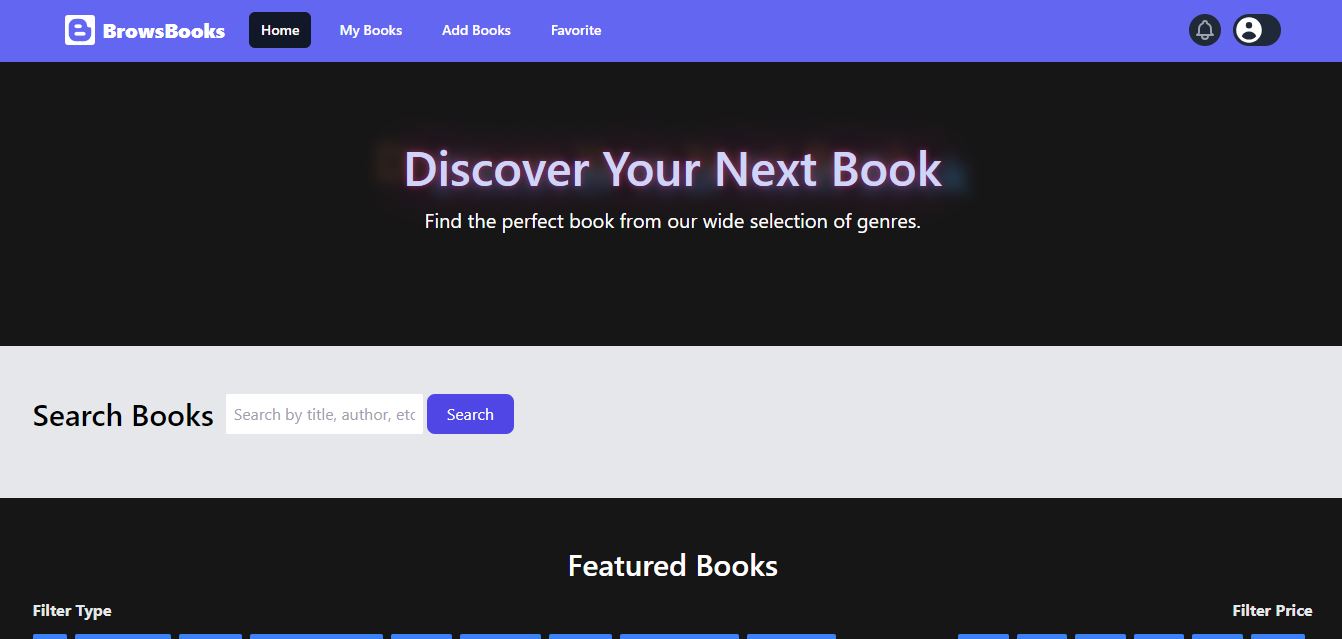 BrowsBooks Home My Books Add Books Favorite
Discover Your Next Book
Find the perfect book from our wide selection of genres.
Search Books Search by title, author, etc Search
Featured Books
Filter Type Filter Price